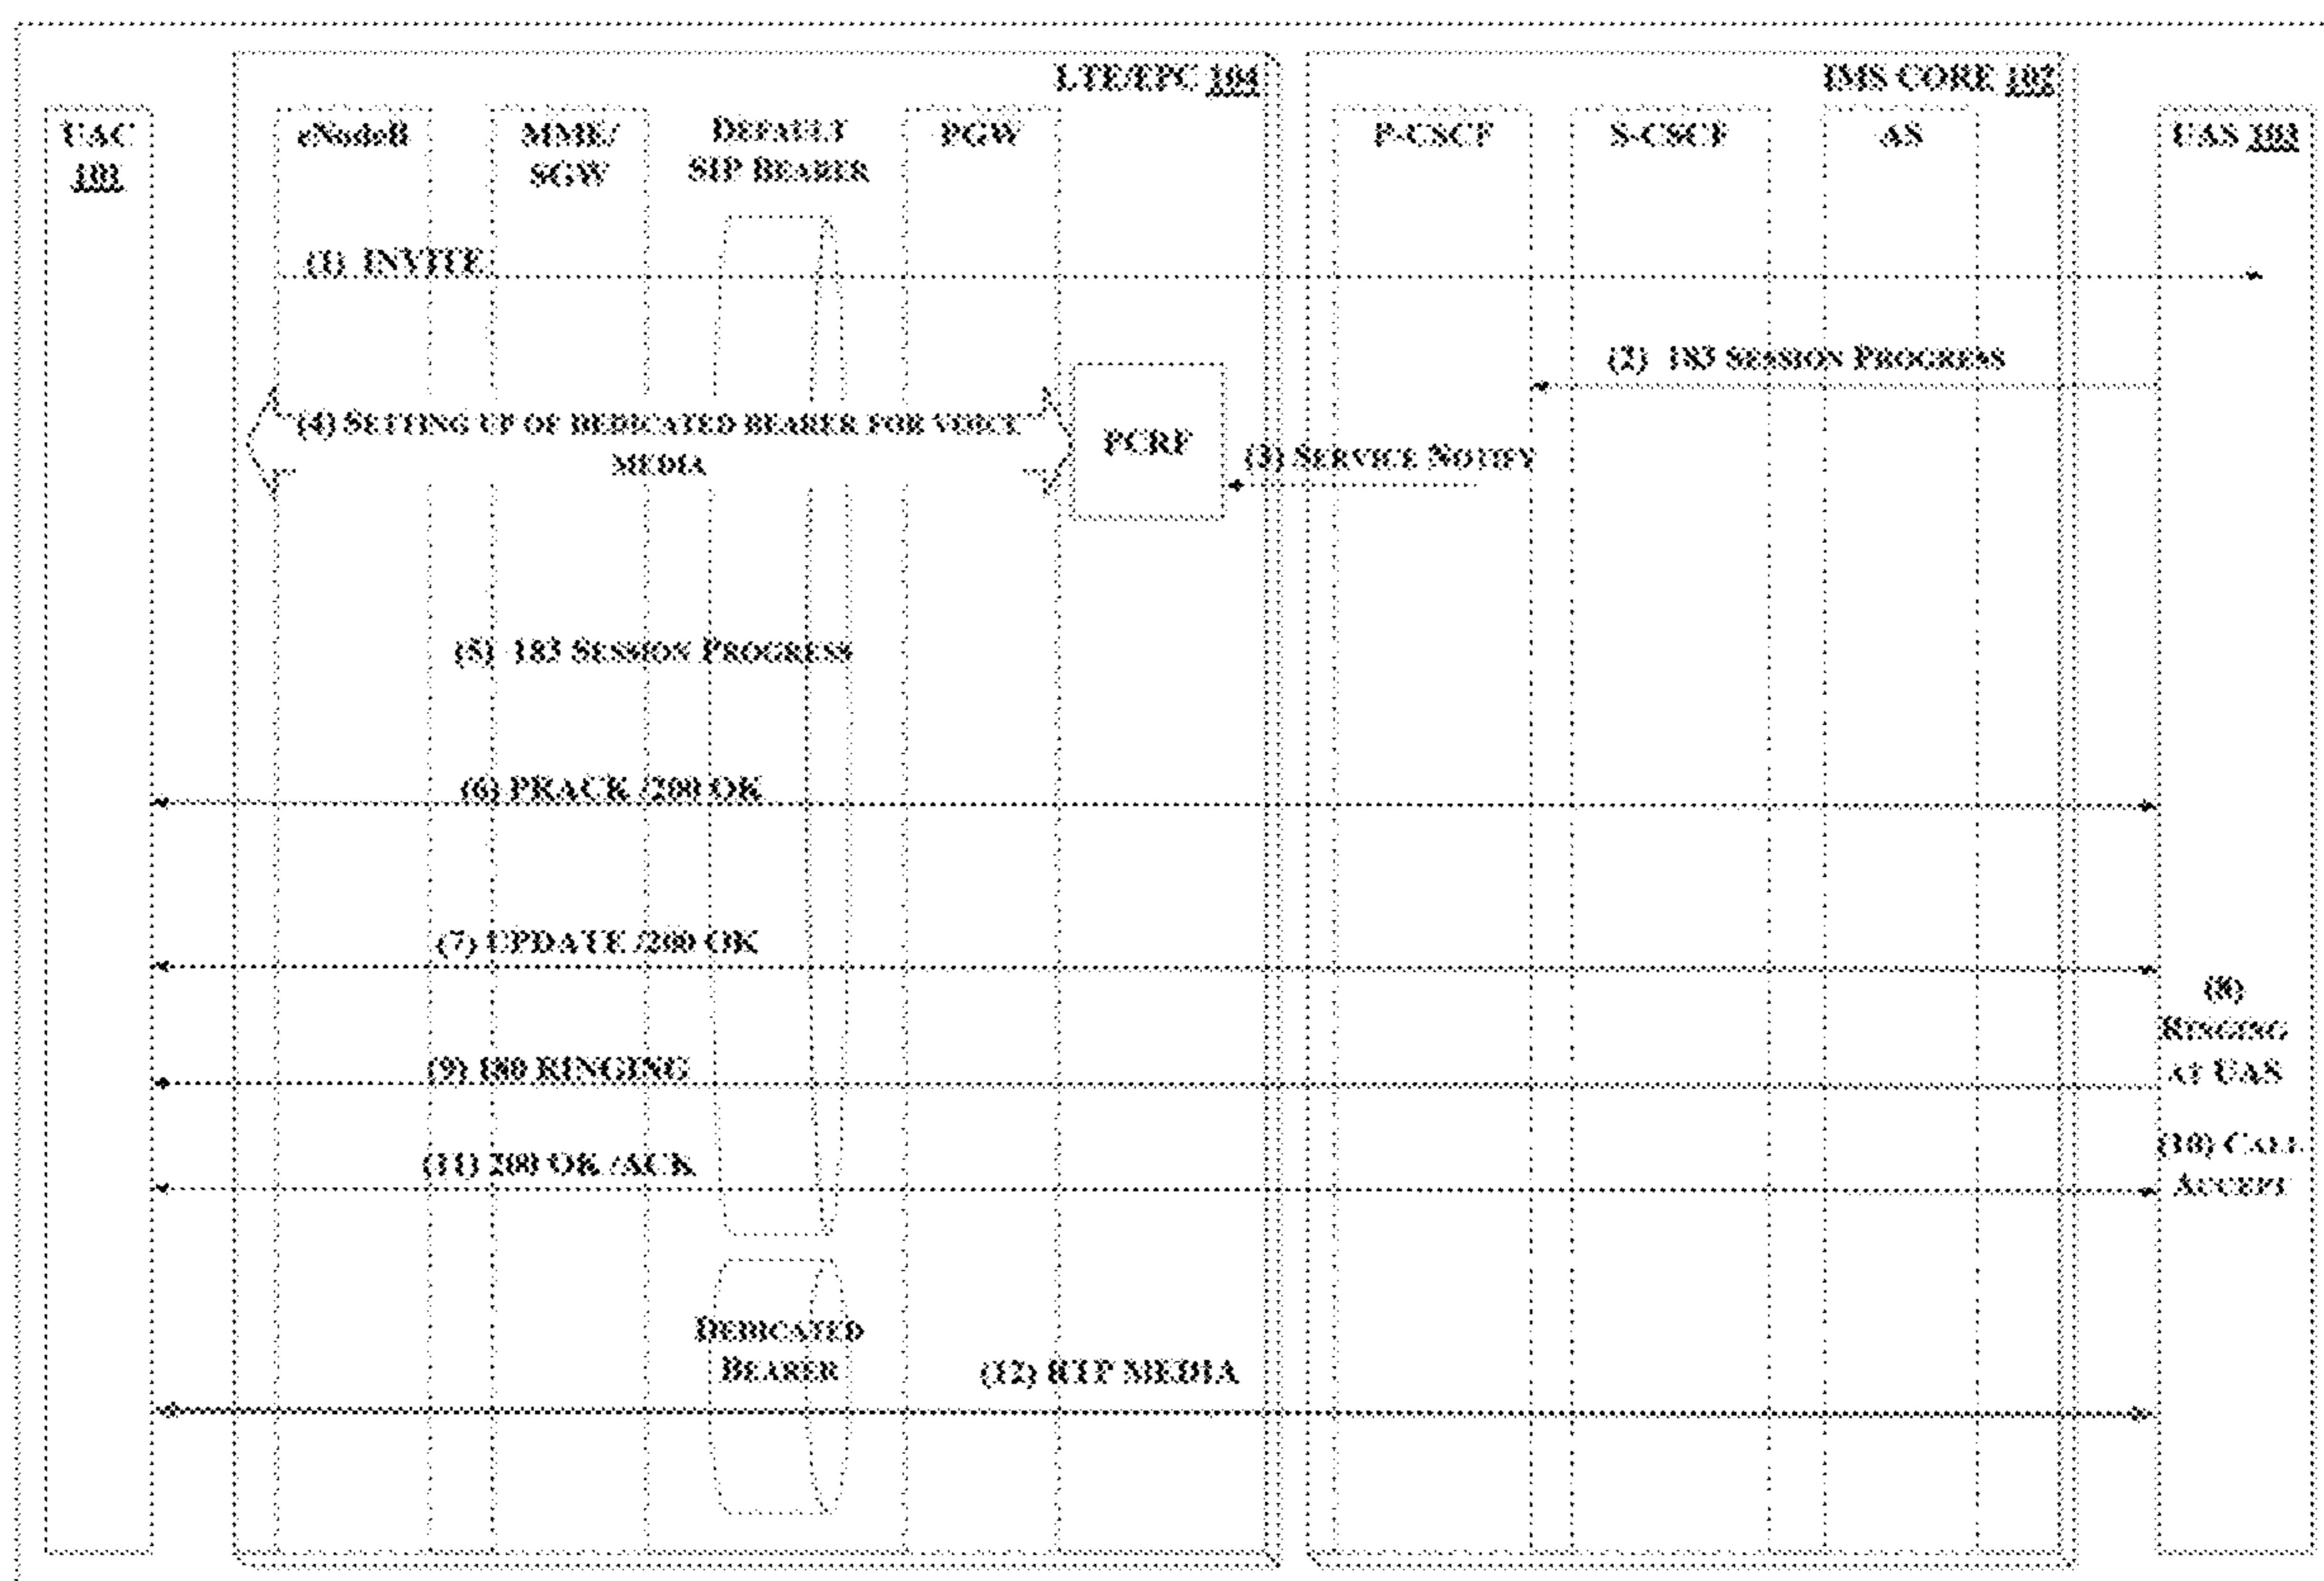 LTE/EPC 104
IMS CORE 102
UAC
101
eNodeB
MME/
SGW
DEFAULT
SIP BEARER
PGW
P-CSCF
S-CSCF
AS
UAS 103
(1) INVITE
(2) 183 SESSION PROGRESS
(4) SETTING UP OF DEDICATED BEARER FOR VOICE
MEDIA
PCRF
(3) SERVICE NOTIFY
(5) 183 SESSION PROGRESS
(6) PRACK /200 OK
(7) UPDATE /200 OK
(8)
RINGING
AT UAS
(9) 180 RINGING
(10) CALL
ACCEPT
(11) 200 OK /ACK
DEDICATED
BEARER
(12) RTP MEDIA